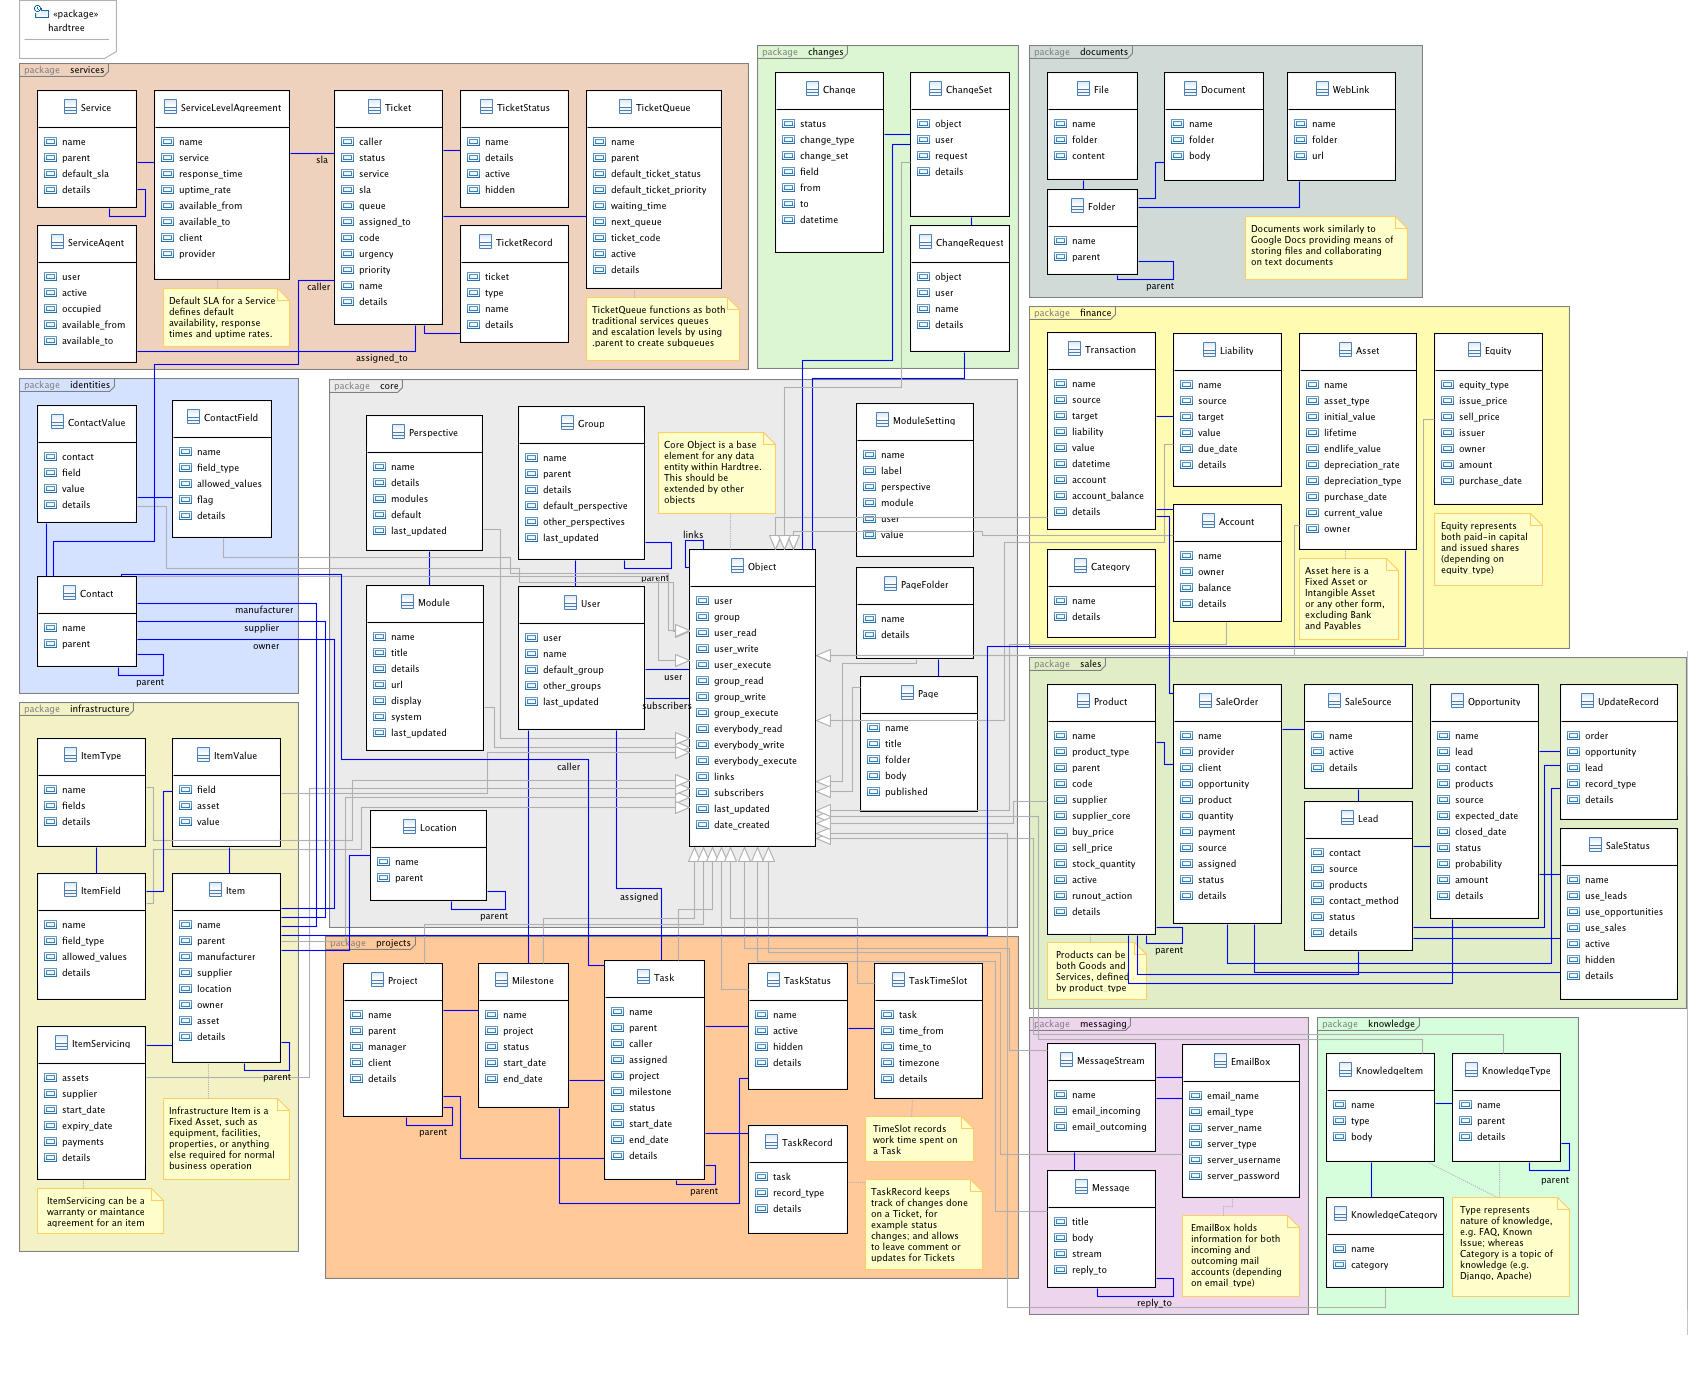 «package»
hardtree
package services
Service
name
parent
default_sla
details
ServiceLevelAgreement
name
service
response_time
uptime_rate
available_from
available_to
client
provider
Ticket
caller
status
service
sla
queue
assigned_to
code
urgency
priority
name
details
TicketStatus
name
details
active
hidden
TicketQueue
name
parent
default_ticket_status
default_ticket_priority
waiting_time
next_queue
ticket_code
active
details
ServiceAgent
user
active
occupied
available_from
available_to
TicketRecord
ticket
type
name
details
Default SLA for a Service
defines default
availability, response
times and uptime rates.
TicketQueue functions as both
traditional services queues
and escalation levels by using
.parent to create subqueues
sla
caller
assigned_to
package changes
Change
status
change_type
change_set
field
from
to
datetime
ChangeSet
object
user
request
details
ChangeRequest
object
user
name
details
package documents
File
name
folder
content
Document
name
folder
body
WebLink
name
folder
url
Folder
name
parent
parent
Documents work similarly to
Google Docs providing means of
storing files and collaborating
on text documents
package identities
ContactValue
contact
field
value
details
ContactField
name
field_type
allowed_values
flag
details
Contact
name
parent
parent
manufacturer
supplier
owner
package core
Perspective
name
details
modules
default
last_updated
Group
name
parent
details
default_perspective
other_perspectives
last_updated
parent
Core Object is a base
element for any data
entity within Hardtree.
This should be
extended by other
objects
links
ModuleSetting
name
label
perspective
module
user
value
Module
name
title
details
url
display
system
last_updated
User
user
name
default_group
other_groups
last_updated
user
subscribers
caller
assigned
Object
user
group
user_read
user_write
user_execute
group_read
group_write
group_execute
everybody_read
everybody_write
everybody_execute
links
subscribers
last_updated
date_created
PageFolder
name
details
Page
name
title
folder
body
published
Location
name
parent
parent
package finance
Transaction
name
source
target
liability
value
datetime
account
account_balance
details
Liability
name
source
target
value
due_date
details
Asset
name
asset_type
initial_value
lifetime
endlife_value
depreciation_rate
depreciation_type
purchase_date
current_value
owner
Equity
equity_type
issue_price
sell_price
issuer
owner
amount
purchase_date
Category
name
details
Account
name
owner
balance
details
Asset here is a
Fixed Asset or
Intangible Asset
or any other form,
excluding Bank
and Payables
Equity represents
both paid-in capital
and issued shares
(depending on
equity_type)
package infrastructure
ItemType
name
fields
details
ItemValue
field
asset
value
ItemField
name
field_type
allowed_values
details
Item
name
parent
manufacturer
supplier
location
owner
asset
details
parent
ItemServicing
assets
supplier
start_date
expiry_date
payments
details
Infrastructure Item is a
Fixed Asset, such as
equipment, facilities,
properties, or anything
else required for normal
business operation
ItemServicing can be a
warranty or maintance
agreement for an item
package sales
Product
name
product_type
parent
code
supplier
supplier_core
buy_price
sell_price
stock_quantity
active
runout_action
details
parent
SaleOrder
name
provider
client
opportunity
product
quantity
payment
source
assigned
status
details
SaleSource
name
active
details
Lead
contact
source
products
contact_method
status
details
Opportunity
name
lead
contact
products
source
expected_date
closed_date
status
probability
amount
details
UpdateRecord
order
opportunity
lead
record_type
details
SaleStatus
name
use_leads
use_opportunities
use_sales
active
hidden
details
Products can be
both Goods and
Services, defined
by product_type
package projects
Project
name
parent
manager
client
details
parent
Milestone
name
project
status
start_date
end_date
Task
name
parent
caller
assigned
project
milestone
status
start_date
end_date
details
parent
TaskStatus
name
active
hidden
details
TaskTimeSlot
task
time_from
time_to
timezone
details
TaskRecord
task
record_type
details
TimeSlot records
work time spent on
a Task
TaskRecord keeps
track of changes done
on a Ticket, for
example status
changes; and allows
to leave comment or
updates for Tickets
package messaging
MessageStream
name
email_incoming
email_outcoming
EmailBox
email_name
email_type
server_name
server_type
server_username
server_password
Message
title
body
stream
reply_to
reply_to
EmailBox holds
information for both
incoming and
outcoming mail
accounts (depending
on email_type)
package knowledge
KnowledgeItem
name
type
body
KnowledgeType
name
parent
details
parent
KnowledgeCategory
name
category
Type represents
nature of knowledge,
e.g. FAQ, Known
Issue; whereas
Category is a topic of
knowledge (e.g.
Django, Apache)